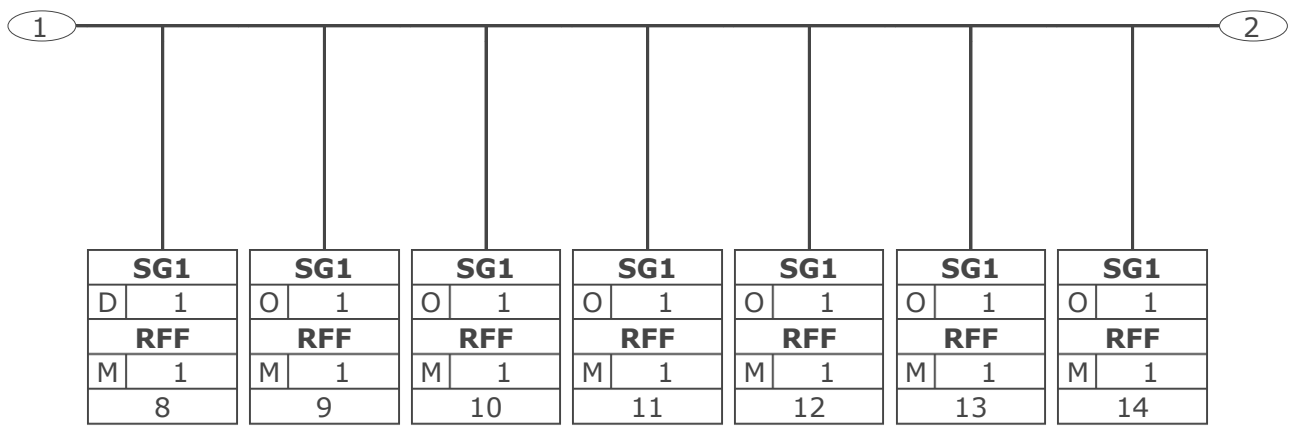 1 2
SG1 SG1 SG1 SG1 SG1 SG1 SG1
D 1 O 1 O 1 O 1 O 1 O 1 O 1
RFF RFF RFF RFF RFF RFF RFF
M 1 M 1 M 1 M 1 M 1 M 1 M 1
8 9 10 11 12 13 14